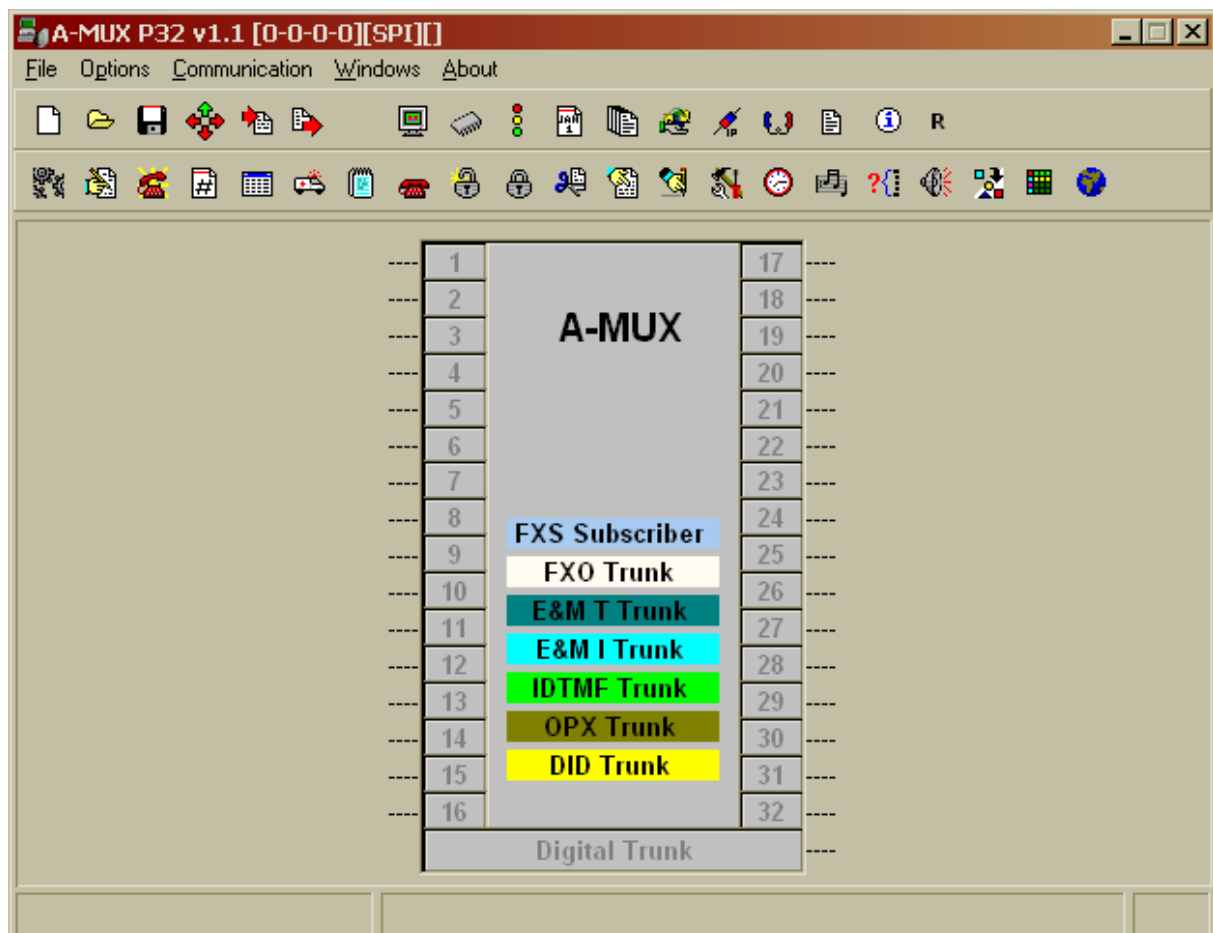 A-MUX P32 v1.1 [0-0-0-0][SPI][]
File Options Communication Windows About
JAN 1 IP i R
# ?{
---- 1 17 ----
---- 2 18 ----
A-MUX
---- 3 19 ----
---- 4 20 ----
---- 5 21 ----
---- 6 22 ----
---- 7 23 ----
---- 8 24 ----
FXS Subscriber
---- 9 25 ----
FXO Trunk
---- 10 26 ----
E&M T Trunk
---- 11 27 ----
E&M I Trunk
---- 12 28 ----
IDTMF Trunk
---- 13 29 ----
OPX Trunk
---- 14 30 ----
DID Trunk
---- 15 31 ----
---- 16 32 ----
Digital Trunk ----